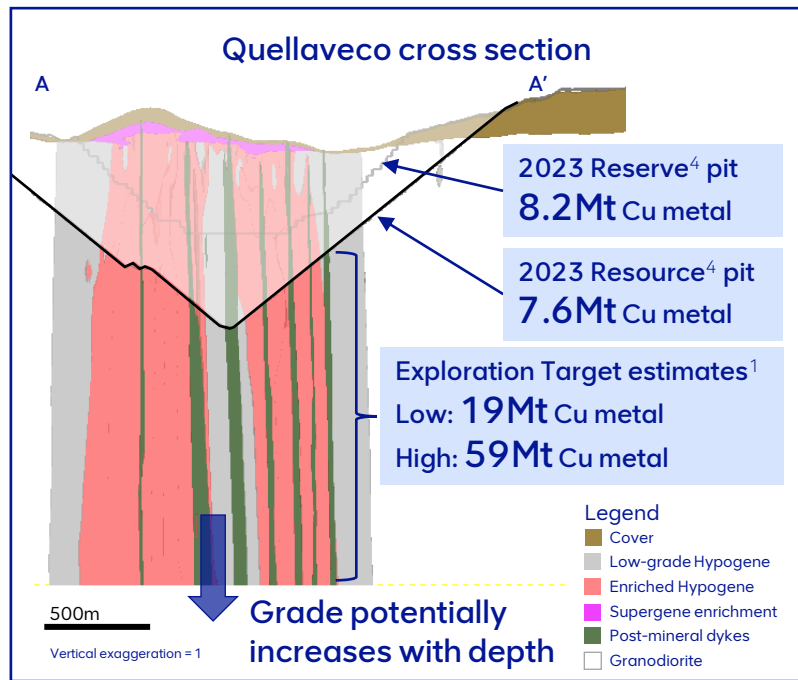 Quellaveco cross section
A
A’
2023 Reserve⁴ pit
8.2Mt Cu metal
2023 Resource⁴ pit
7.6Mt Cu metal
Exploration Target estimates¹
Low: 19Mt Cu metal
High: 59Mt Cu metal
Legend
Cover
Low-grade Hypogene
Enriched Hypogene
Supergene enrichment
Post-mineral dykes
Granodiorite
500m
Vertical exaggeration = 1
Grade potentially
increases with depth